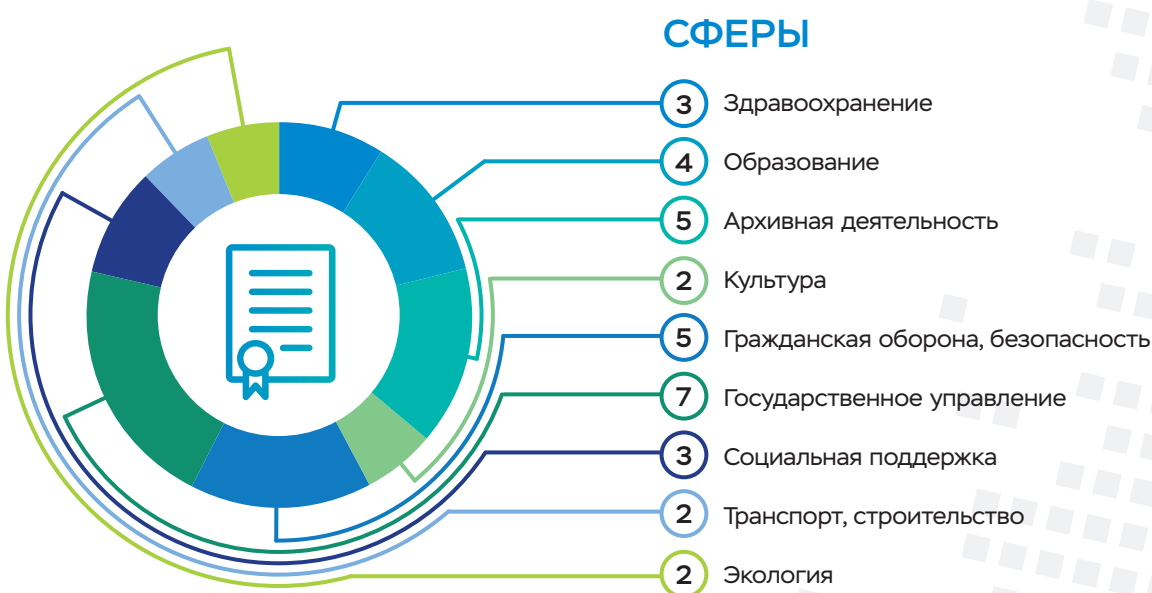 СФЕРЫ
3 Здравоохранение
4 Образование
5 Архивная деятельность
2 Культура
5 Гражданская оборона, безопасность
7 Государственное управление
3 Социальная поддержка
2 Транспорт, строительство
2 Экология